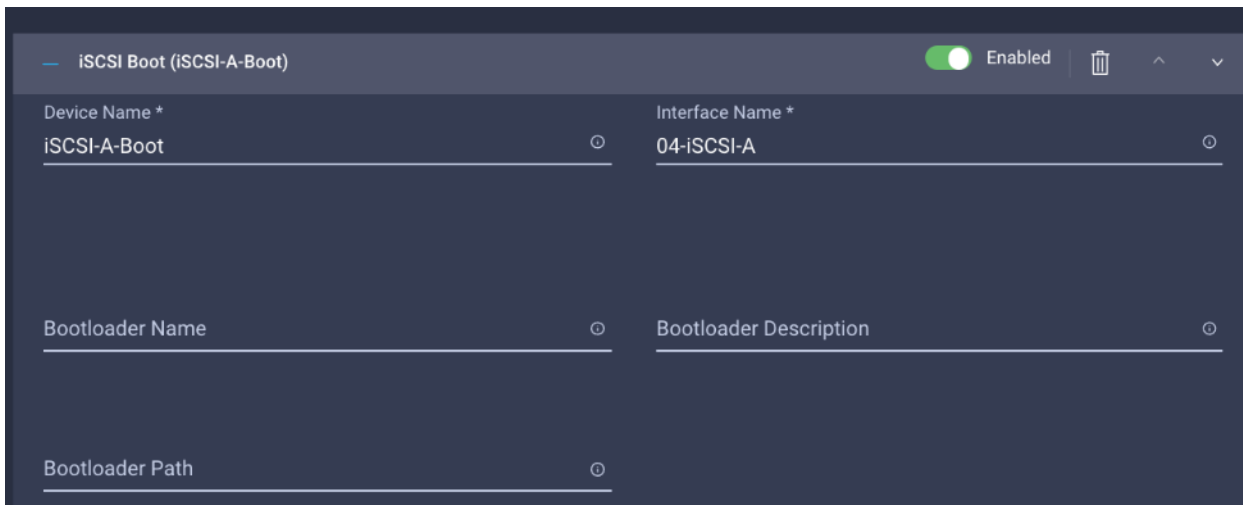 iSCSI Boot (iSCSI-A-Boot) Enabled
Device Name * Interface Name *
iSCSI-A-Boot 04-iSCSI-A
Bootloader Name Bootloader Description
Bootloader Path